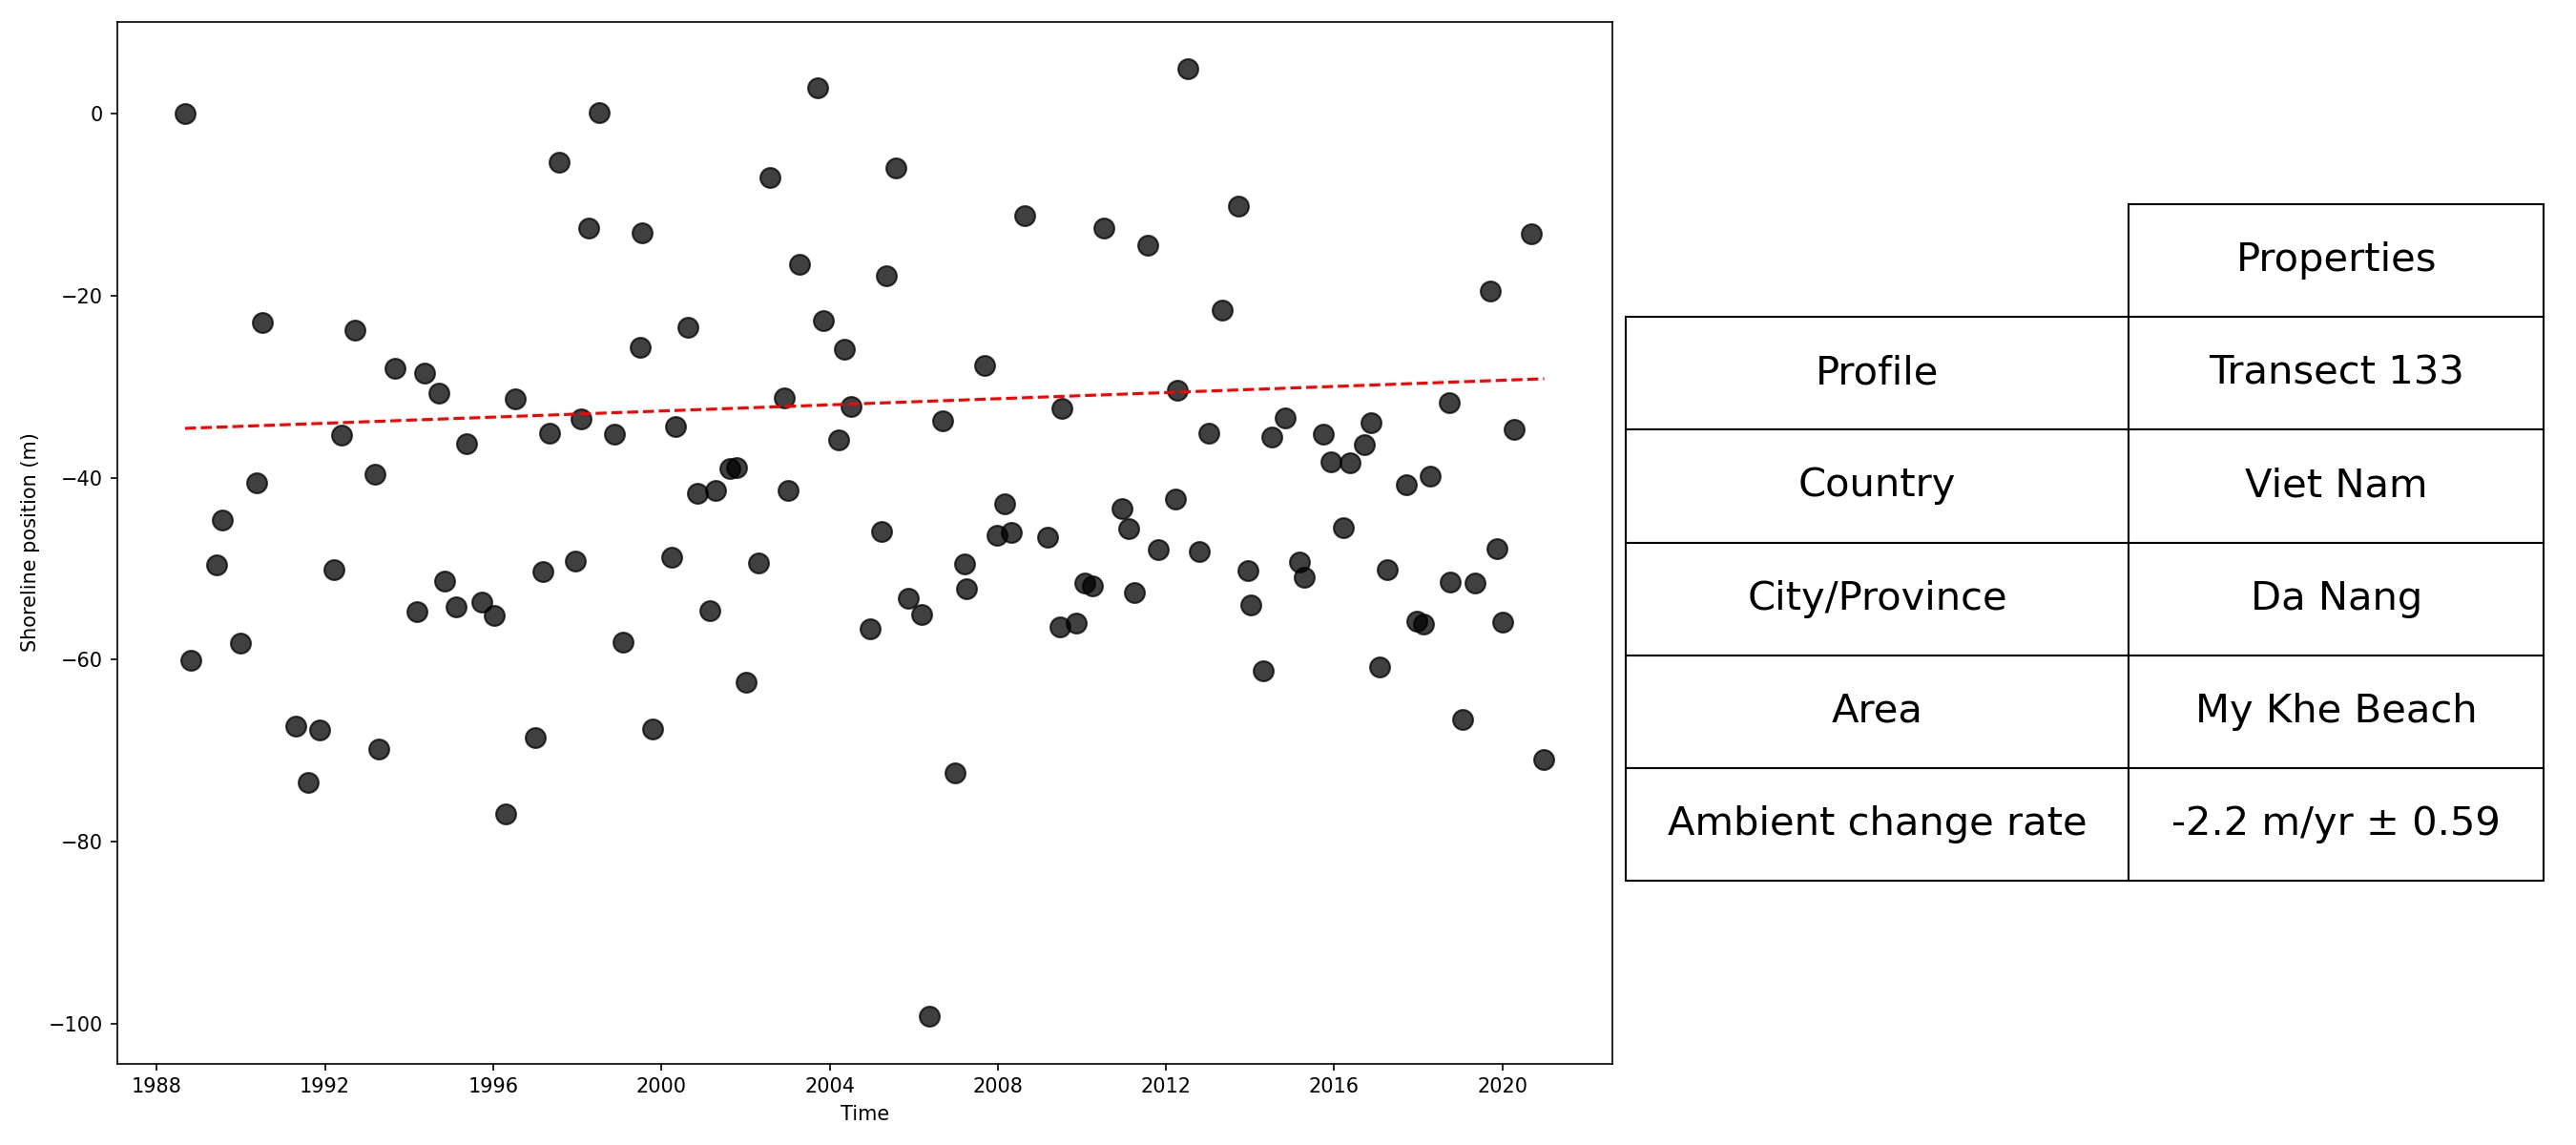 0
−20
−40
−60
−80
−100
Shoreline position (m)
1988 1992 1996 2000 2004 2008 2012 2016 2020
Time
Properties
Profile Transect 133
Country Viet Nam
City/Province Da Nang
Area My Khe Beach
Ambient change rate -2.2 m/yr ± 0.59